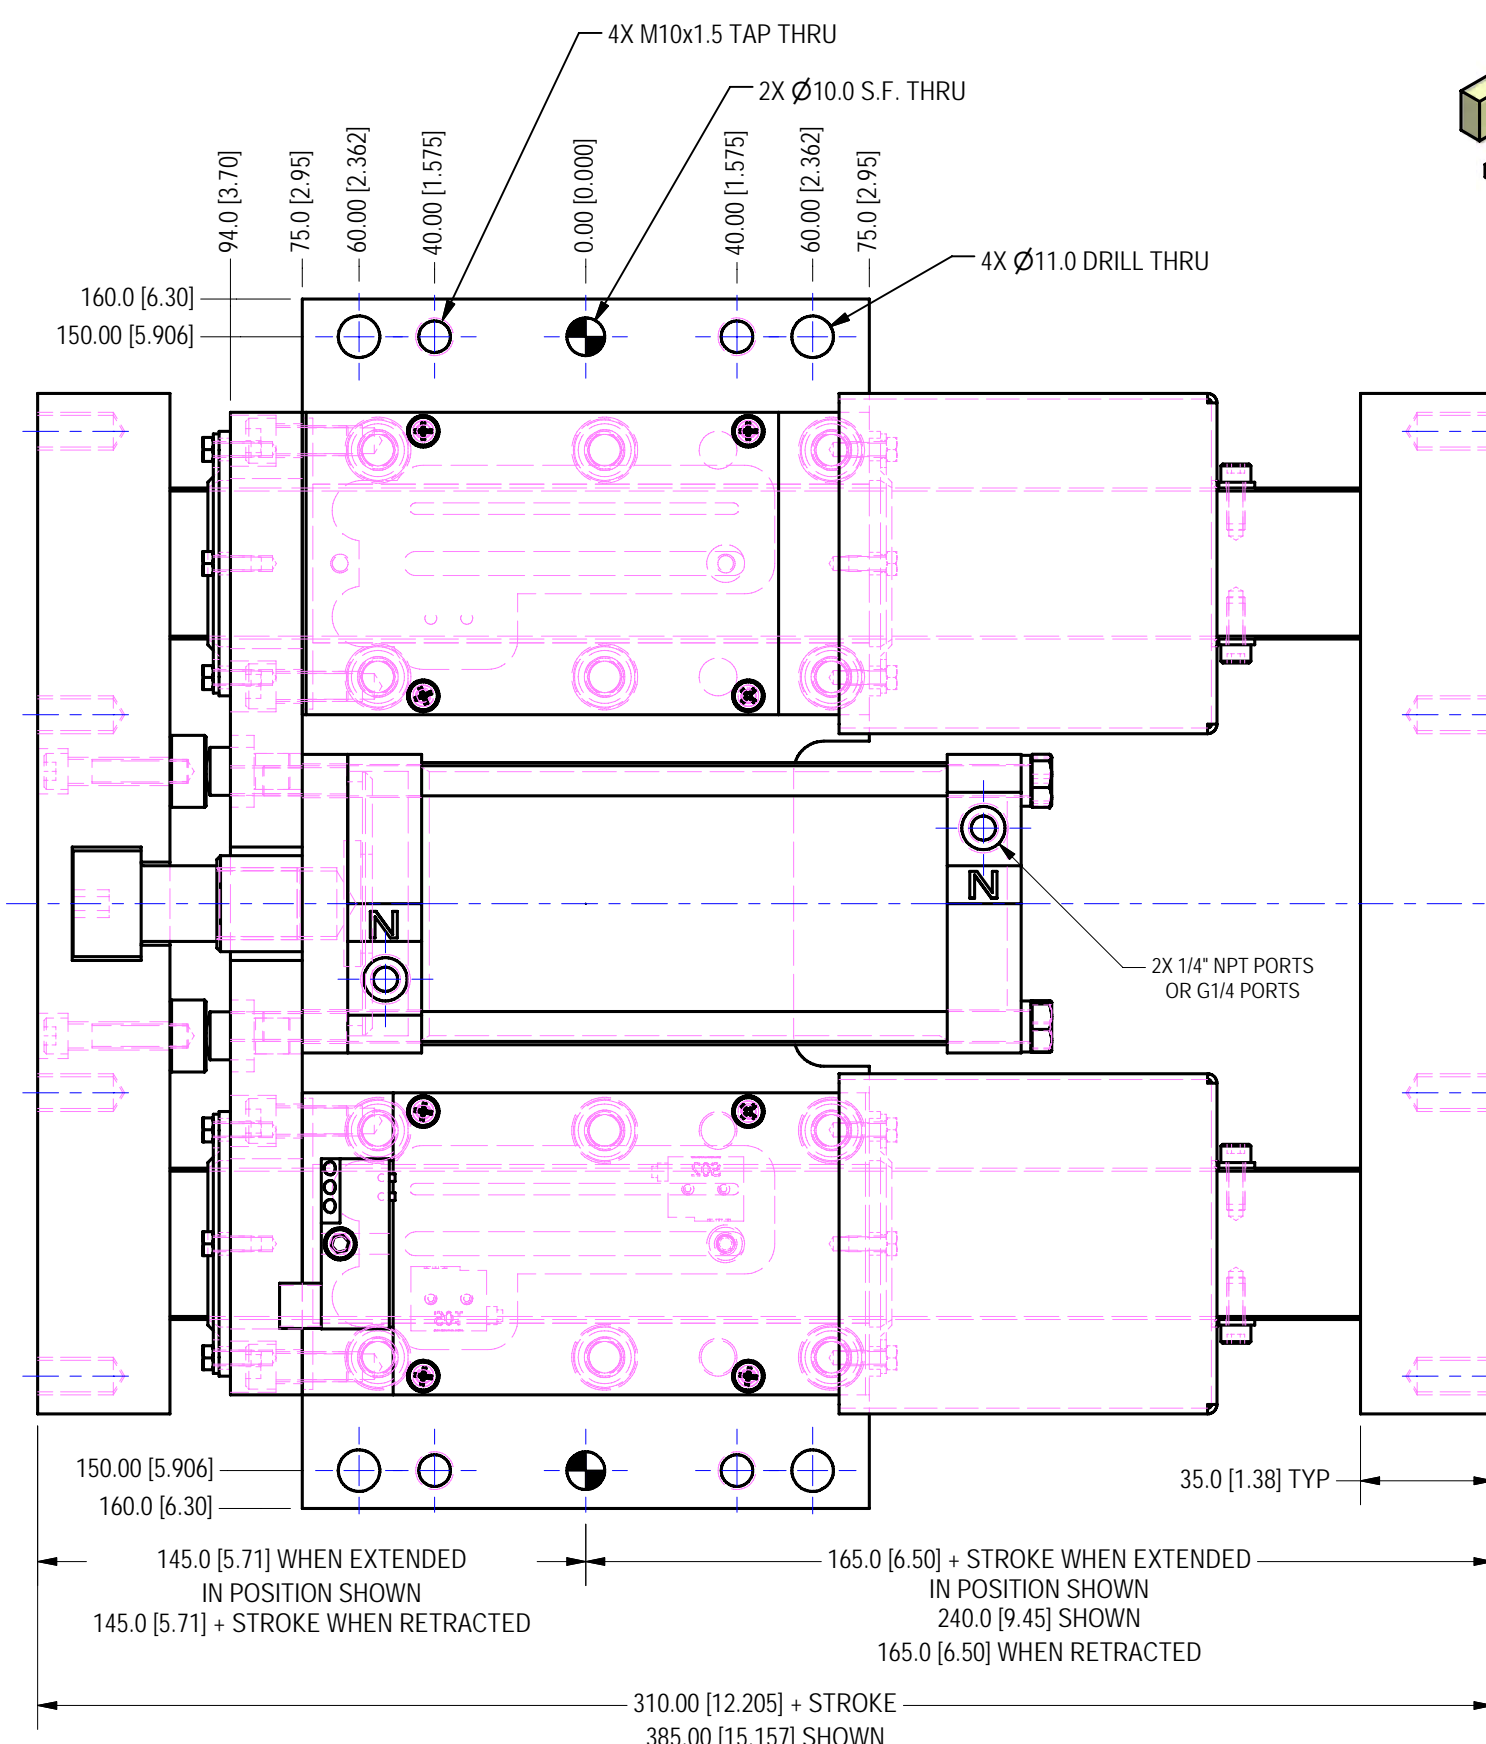 4X M10x1.5 TAP THRU
2X Ø10.0 S.F. THRU
94.0 [3.70]
75.0 [2.95]
60.00 [2.362]
40.00 [1.575]
0.00 [0.000]
40.00 [1.575]
60.00 [2.362]
75.0 [2.95]
4X Ø11.0 DRILL THRU
160.0 [6.30]
150.00 [5.906]
N
N
2X 1/4" NPT PORTS
OR G1/4 PORTS
150.00 [5.906]
160.0 [6.30]
35.0 [1.38] TYP
145.0 [5.71] WHEN EXTENDED
IN POSITION SHOWN
145.0 [5.71] + STROKE WHEN RETRACTED
165.0 [6.50] + STROKE WHEN EXTENDED
IN POSITION SHOWN
240.0 [9.45] SHOWN
165.0 [6.50] WHEN RETRACTED
310.00 [12.205] + STROKE
385.00 [15.157] SHOWN